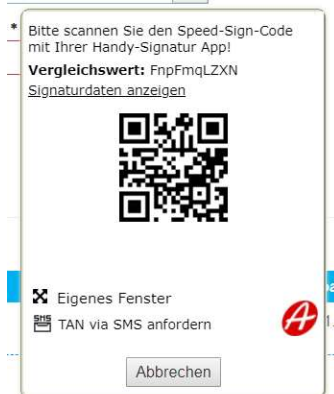 *
Bitte scannen Sie den Speed-Sign-Code
mit Ihrer Handy-Signatur App!
Vergleichswert: FnpFmqLZXN
Signaturdaten anzeigen
Eigenes Fenster
SMS TAN via SMS anfordern
A
Abbrechen